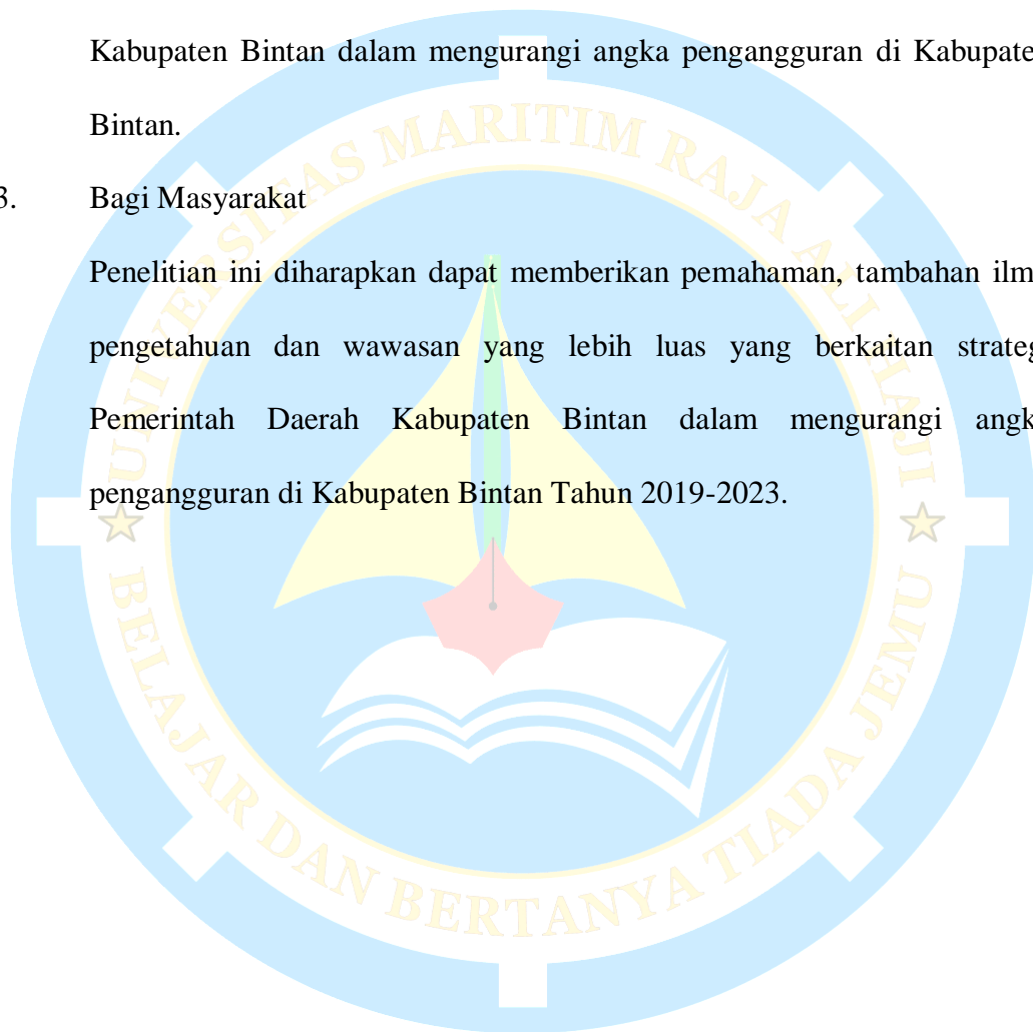 Kabupaten Bintan dalam mengurangi angka pengangguran di Kabupate
Bintan.
3. Bagi Masyarakat
Penelitian ini diharapkan dapat memberikan pemahaman, tambahan ilm
pengetahuan dan wawasan yang lebih luas yang berkaitan strateg
Pemerintah Daerah Kabupaten Bintan dalam mengurangi angk
pengangguran di Kabupaten Bintan Tahun 2019-2023.
UNIVERSITAS MARITIM RAJA ALI HAJI
BELAJAR DAN BERTANYA TIADA JEMU